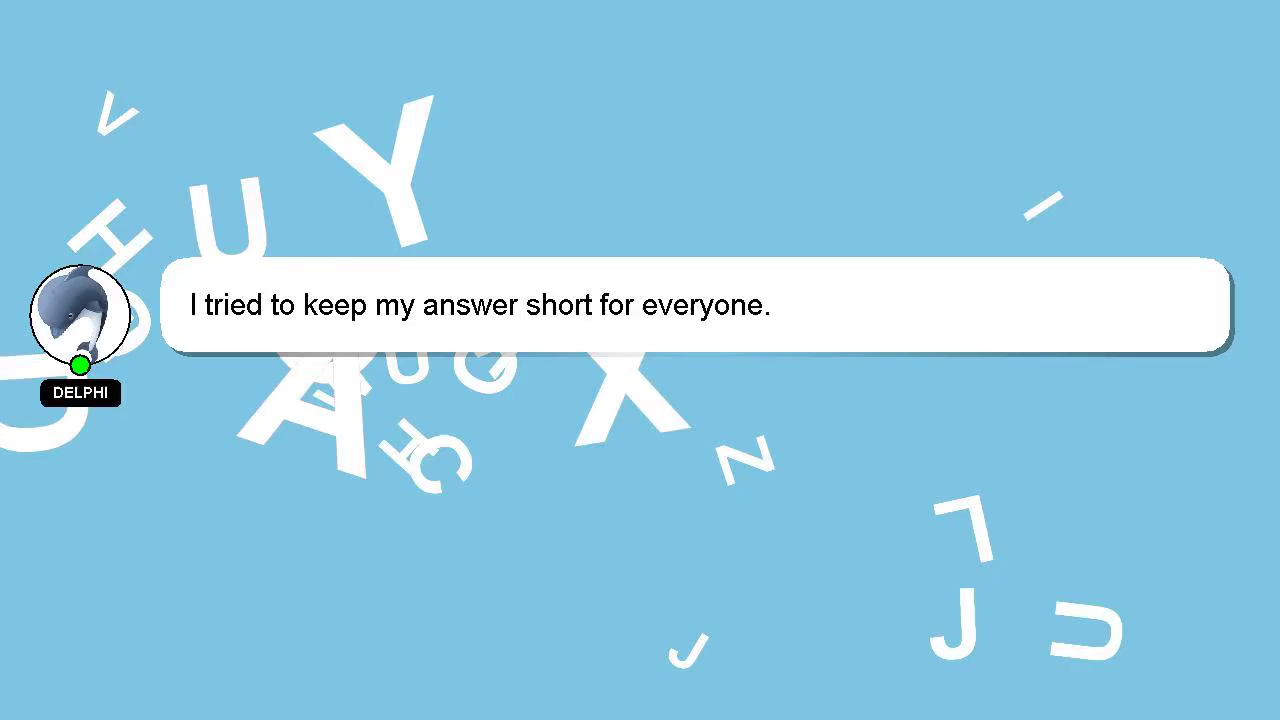 V
Y
U
H
I
I tried to keep my answer short for everyone.
DELPHI
U
G
A
X
H
C
N
L
J
U
J